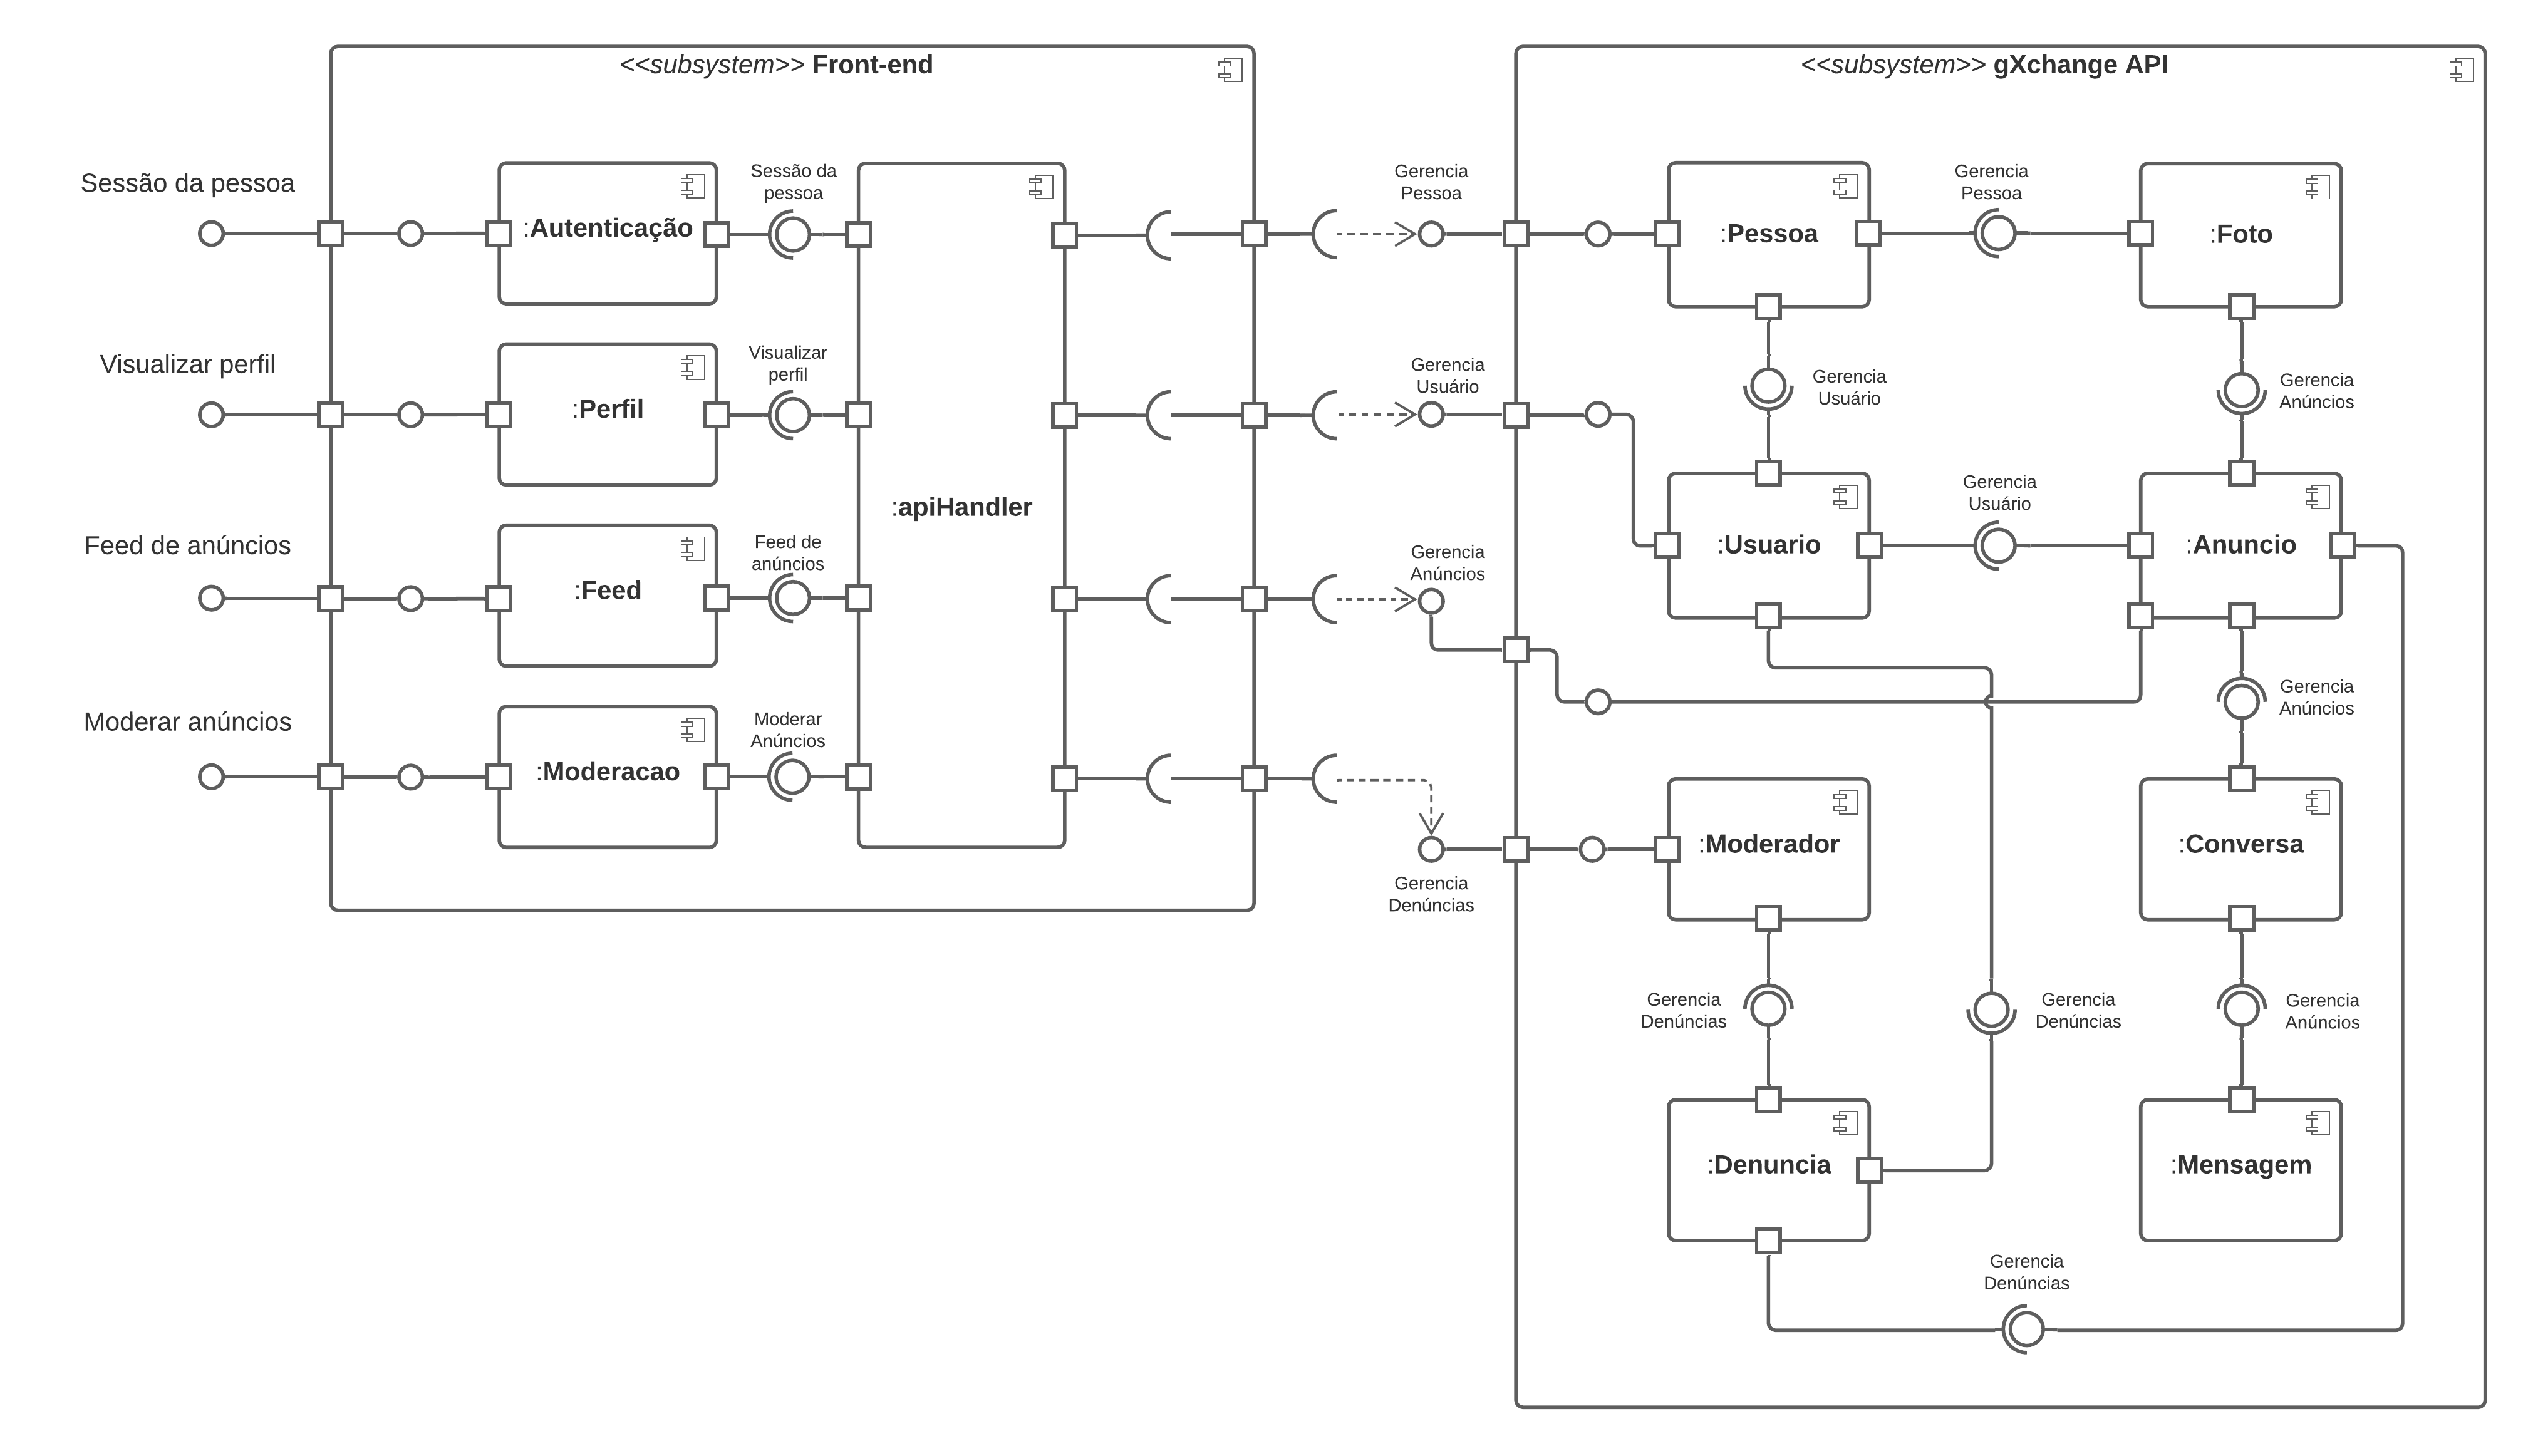 <<subsystem>> Front-end
Sessão da pessoa
Visualizar perfil
Feed de anúncios
Moderar anúncios
:Autenticação
:Perfil
:Feed
:Moderacao
Sessão da
pessoa
Visualizar
perfil
Feed de
anúncios
Moderar
Anúncios
:apiHandler
Gerencia
Pessoa
Gerencia
Usuário
Gerencia
Anúncios
Gerencia
Denúncias
<<subsystem>> gXchange API
:Pessoa
Gerencia
Pessoa
:Foto
Gerencia
Usuário
Gerencia
Anúncios
:Usuario
Gerencia
Usuário
:Anuncio
Gerencia
Anúncios
:Moderador
:Conversa
Gerencia
Denúncias
Gerencia
Denúncias
Gerencia
Anúncios
:Denuncia
:Mensagem
Gerencia
Denúncias